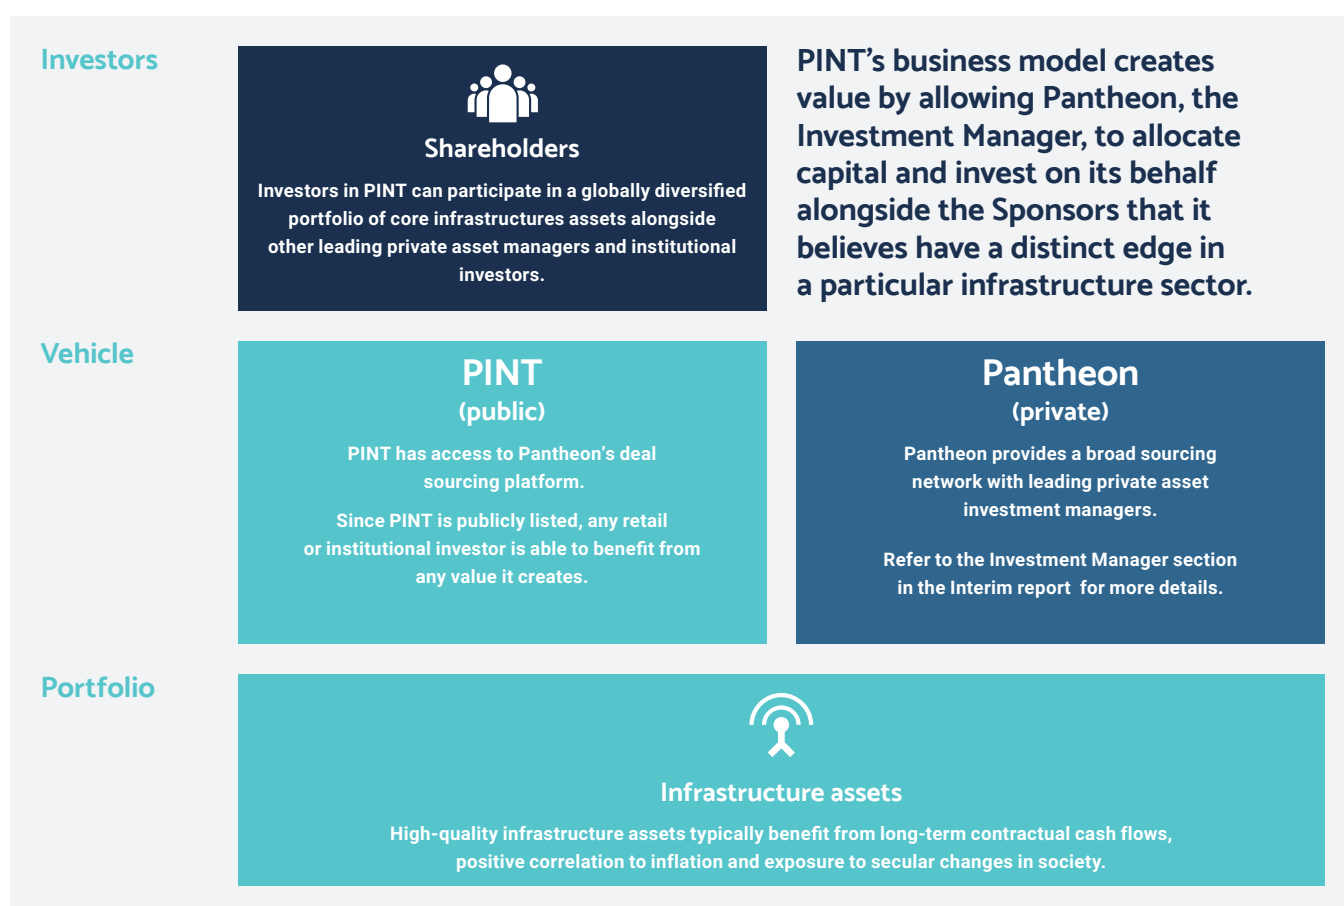 Investors
Shareholders
Investors in PINT can participate in a globally diversified
portfolio of core infrastructures assets alongside
other leading private asset managers and institutional
investors.
PINT’s business model creates
value by allowing Pantheon, the
Investment Manager, to allocate
capital and invest on its behalf
alongside the Sponsors that it
believes have a distinct edge in
a particular infrastructure sector.
Vehicle
PINT
(public)
PINT has access to Pantheon’s deal
sourcing platform.
Since PINT is publicly listed, any retail
or institutional investor is able to benefit from
any value it creates.
Pantheon
(private)
Pantheon provides a broad sourcing
network with leading private asset
investment managers.
Refer to the Investment Manager section
in the Interim report  for more details.
Portfolio
Infrastructure assets
High-quality infrastructure assets typically benefit from long-term contractual cash flows,
positive correlation to inflation and exposure to secular changes in society.